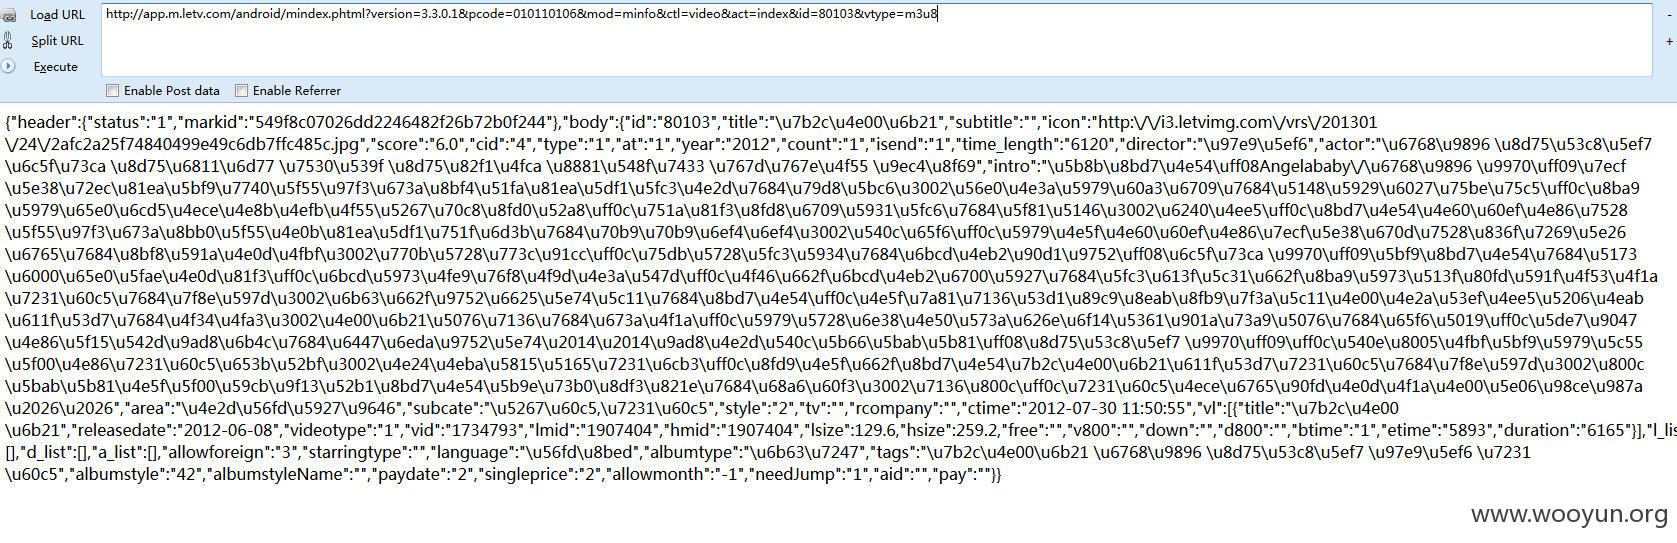 Load URL
http://app.m.letv.com/android/mindex.phtml?version=3.3.0.1&pcode=010110106&mod=minfo&ctl=video&act=index&id=80103&vtype=m3u8
-
Split URL
+
Execute
Enable Post data Enable Referrer
{"header":{"status":"1","markid":"549f8c07026dd2246482f26b72b0f244"},"body":{"id":"80103","title":"\u7b2c\u4e00\u6b21","subtitle":"","icon":"http:\/\/i3.letvimg.com\/vrs\/201301
\/24\/2afc2a25f74840499e49c6db7ffc485c.jpg","score":"6.0","cid":"4","type":"1","at":"1","year":"2012","count":"1","isend":"1","time_length":"6120","director":"\u97e9\u5ef6","actor":"\u6768\u9896 \u8d75\u53c8\u5ef7
\u6c5f\u73ca \u8d75\u6811\u6d77 \u7530\u539f \u8d75\u82f1\u4fca \u8881\u548f\u7433 \u767d\u767e\u4f55 \u9ec4\u8f69","intro":"\u5b8b\u8bd7\u4e54\uff08Angelababy\/\u6768\u9896 \u9970\uff09\u7ecf
\u5e38\u72ec\u81ea\u5bf9\u7740\u5f55\u97f3\u673a\u8bf4\u51fa\u81ea\u5df1\u5fc3\u4e2d\u7684\u79d8\u5bc6\u3002\u56e0\u4e3a\u5979\u60a3\u6709\u7684\u5148\u5929\u6027\u75be\u75c5\uff0c\u8ba9
\u5979\u65e0\u6cd5\u4ece\u4e8b\u4efb\u4f55\u5267\u70c8\u8fd0\u52a8\uff0c\u751a\u81f3\u8fd8\u6709\u5931\u5fc6\u7684\u5f81\u5146\u3002\u6240\u4ee5\uff0c\u8bd7\u4e54\u4e60\u60ef\u4e86\u7528
\u5f55\u97f3\u673a\u8bb0\u5f55\u4e0b\u81ea\u5df1\u751f\u6d3b\u7684\u70b9\u70b9\u6ef4\u6ef4\u3002\u540c\u65f6\uff0c\u5979\u4e5f\u4e60\u60ef\u4e86\u7ecf\u5e38\u670d\u7528\u836f\u7269\u5e26
\u6765\u7684\u8bf8\u591a\u4e0d\u4fbf\u3002\u770b\u5728\u773c\u91cc\uff0c\u75db\u5728\u5fc3\u5934\u7684\u6bcd\u4eb2\u90d1\u9752\uff08\u6c5f\u73ca \u9970\uff09\u5bf9\u8bd7\u4e54\u7684\u5173
\u6000\u65e0\u5fae\u4e0d\u81f3\uff0c\u6bcd\u5973\u4fe9\u76f8\u4f9d\u4e3a\u547d\uff0c\u4f46\u662f\u6bcd\u4eb2\u6700\u5927\u7684\u5fc3\u613f\u5c31\u662f\u8ba9\u5973\u513f\u80fd\u591f\u4f53\u4f1a
\u7231\u60c5\u7684\u7f8e\u597d\u3002\u6b63\u662f\u9752\u6625\u5e74\u5c11\u7684\u8bd7\u4e54\uff0c\u4e5f\u7a81\u7136\u53d1\u89c9\u8eab\u8fb9\u7f3a\u5c11\u4e00\u4e2a\u53ef\u4ee5\u5206\u4eab
\u611f\u53d7\u7684\u4f34\u4fa3\u3002\u4e00\u6b21\u5076\u7136\u7684\u673a\u4f1a\uff0c\u5979\u5728\u6e38\u4e50\u573a\u626e\u6f14\u5361\u901a\u73a9\u5076\u7684\u65f6\u5019\uff0c\u5de7\u9047
\u4e86\u5f15\u542d\u9ad8\u6b4c\u7684\u6447\u6eda\u9752\u5e74\u2014\u2014\u9ad8\u4e2d\u540c\u5b66\u5bab\u5b81\uff08\u8d75\u53c8\u5ef7 \u9970\uff09\uff0c\u540e\u8005\u4fbf\u5bf9\u5979\u5c55
\u5f00\u4e86\u7231\u60c5\u653b\u52bf\u3002\u4e24\u4eba\u5815\u5165\u7231\u6cb3\uff0c\u8fd9\u4e5f\u662f\u8bd7\u4e54\u7b2c\u4e00\u6b21\u611f\u53d7\u7231\u60c5\u7684\u7f8e\u597d\u3002\u800c
\u5bab\u5b81\u4e5f\u5f00\u59cb\u9f13\u52b1\u8bd7\u4e54\u5b9e\u73b0\u8df3\u821e\u7684\u68a6\u60f3\u3002\u7136\u800c\uff0c\u7231\u60c5\u4ece\u6765\u90fd\u4e0d\u4f1a\u4e00\u5e06\u98ce\u987a
\u2026\u2026","area":"\u4e2d\u56fd\u5927\u9646","subcate":"\u5267\u60c5,\u7231\u60c5","style":"2","tv":"","rcompany":"","ctime":"2012-07-30 11:50:55","vl":[{"title":"\u7b2c\u4e00
\u6b21","releasedate":"2012-06-08","videotype":"1","vid":"1734793","lmid":"1907404","hmid":"1907404","lsize":129.6,"hsize":259.2,"free":"","v800":"","down":"","d800":"","btime":"1","etime":"5893","duration":"6165"}],"l_lis
[],"d_list":[],"a_list":[],"allowforeign":"3","starringtype":"","language":"\u56fd\u8bed","albumtype":"\u6b63\u7247","tags":"\u7b2c\u4e00\u6b21 \u6768\u9896 \u8d75\u53c8\u5ef7 \u97e9\u5ef6 \u7231
\u60c5","albumstyle":"42","albumstyleName":"","paydate":"2","singleprice":"2","allowmonth":"-1","needJump":"1","aid":"","pay":""}}
www.wooyun.org